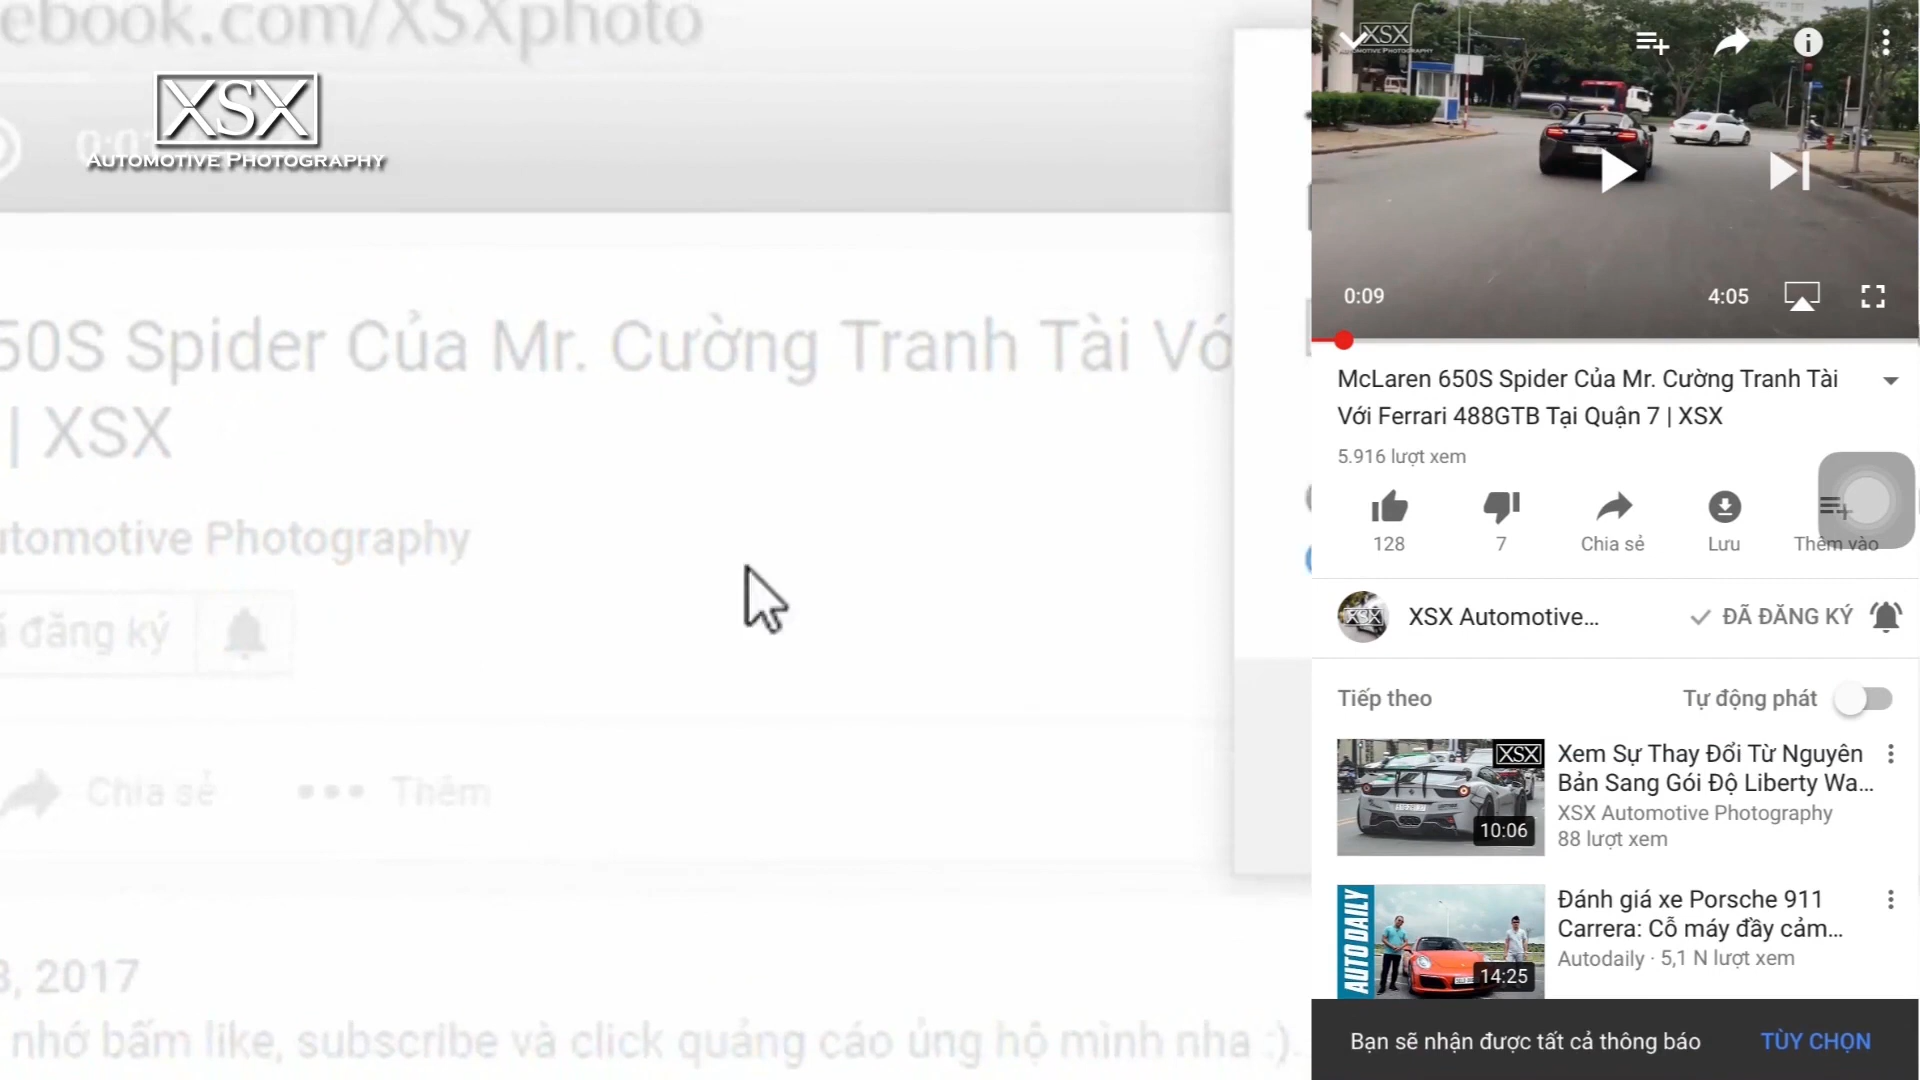 ebook.com/XSXphoto
XSX
AUTOMOTIVE PHOTOGRAPHY
50S Spider Của Mr. Cường Tranh Tài Vớ
| XSX
utomotive Photography
đăng ký
Chia sẻ
Thêm
3, 2017
nhớ bấm like, subscribe và click quảng cáo ủng hộ mình nha :).
XSX
0:09
4:05
McLaren 650S Spider Của Mr. Cường Tranh Tài
Với Ferrari 488GTB Tại Quận 7 | XSX
5.916 lượt xem
128
7
Chia sẻ
Lưu
Thêm vào
XSX
XSX Automotive...
ĐÃ ĐĂNG KÝ
Tiếp theo
Tự động phát
XSX
10:06
Xem Sự Thay Đổi Từ Nguyên
Bản Sang Gói Độ Liberty Wa...
XSX Automotive Photography
88 lượt xem
AUTO DAILY
14:25
Đánh giá xe Porsche 911
Carrera: Cỗ máy đầy cảm...
Autodaily · 5,1 N lượt xem
Bạn sẽ nhận được tất cả thông báo
TÙY CHỌN